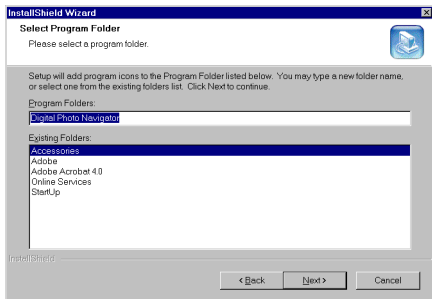 InstallShield Wizard
Select Program Folder
Please select a program folder.
Setup will add program icons to the Program Folder listed below. You may type a new folder name,
or select one from the existing folders list. Click Next to continue.
Program Folders:
Digital Photo Navigator
Existing Folders:
Accessories
Adobe
Adobe Acrobat 4.0
Online Services
StartUp
InstallShield
< Back Next > Cancel